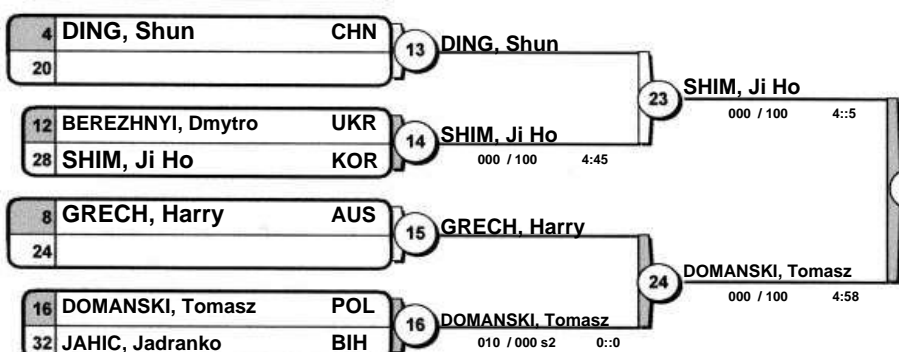 4 DING, Shun CHN
20
13 DING, Shun
12 BEREZHNYI, Dmytro UKR
28 SHIM, Ji Ho KOR
14 SHIM, Ji Ho
000 / 100 4:45
23 SHIM, Ji Ho
000 / 100 4::5
8 GRECH, Harry AUS
24
15 GRECH, Harry
16 DOMANSKI, Tomasz POL
32 JAHIC, Jadranko BIH
16 DOMANSKI, Tomasz
010 / 000 s2 0::0
24 DOMANSKI, Tomasz
000 / 100 4:58